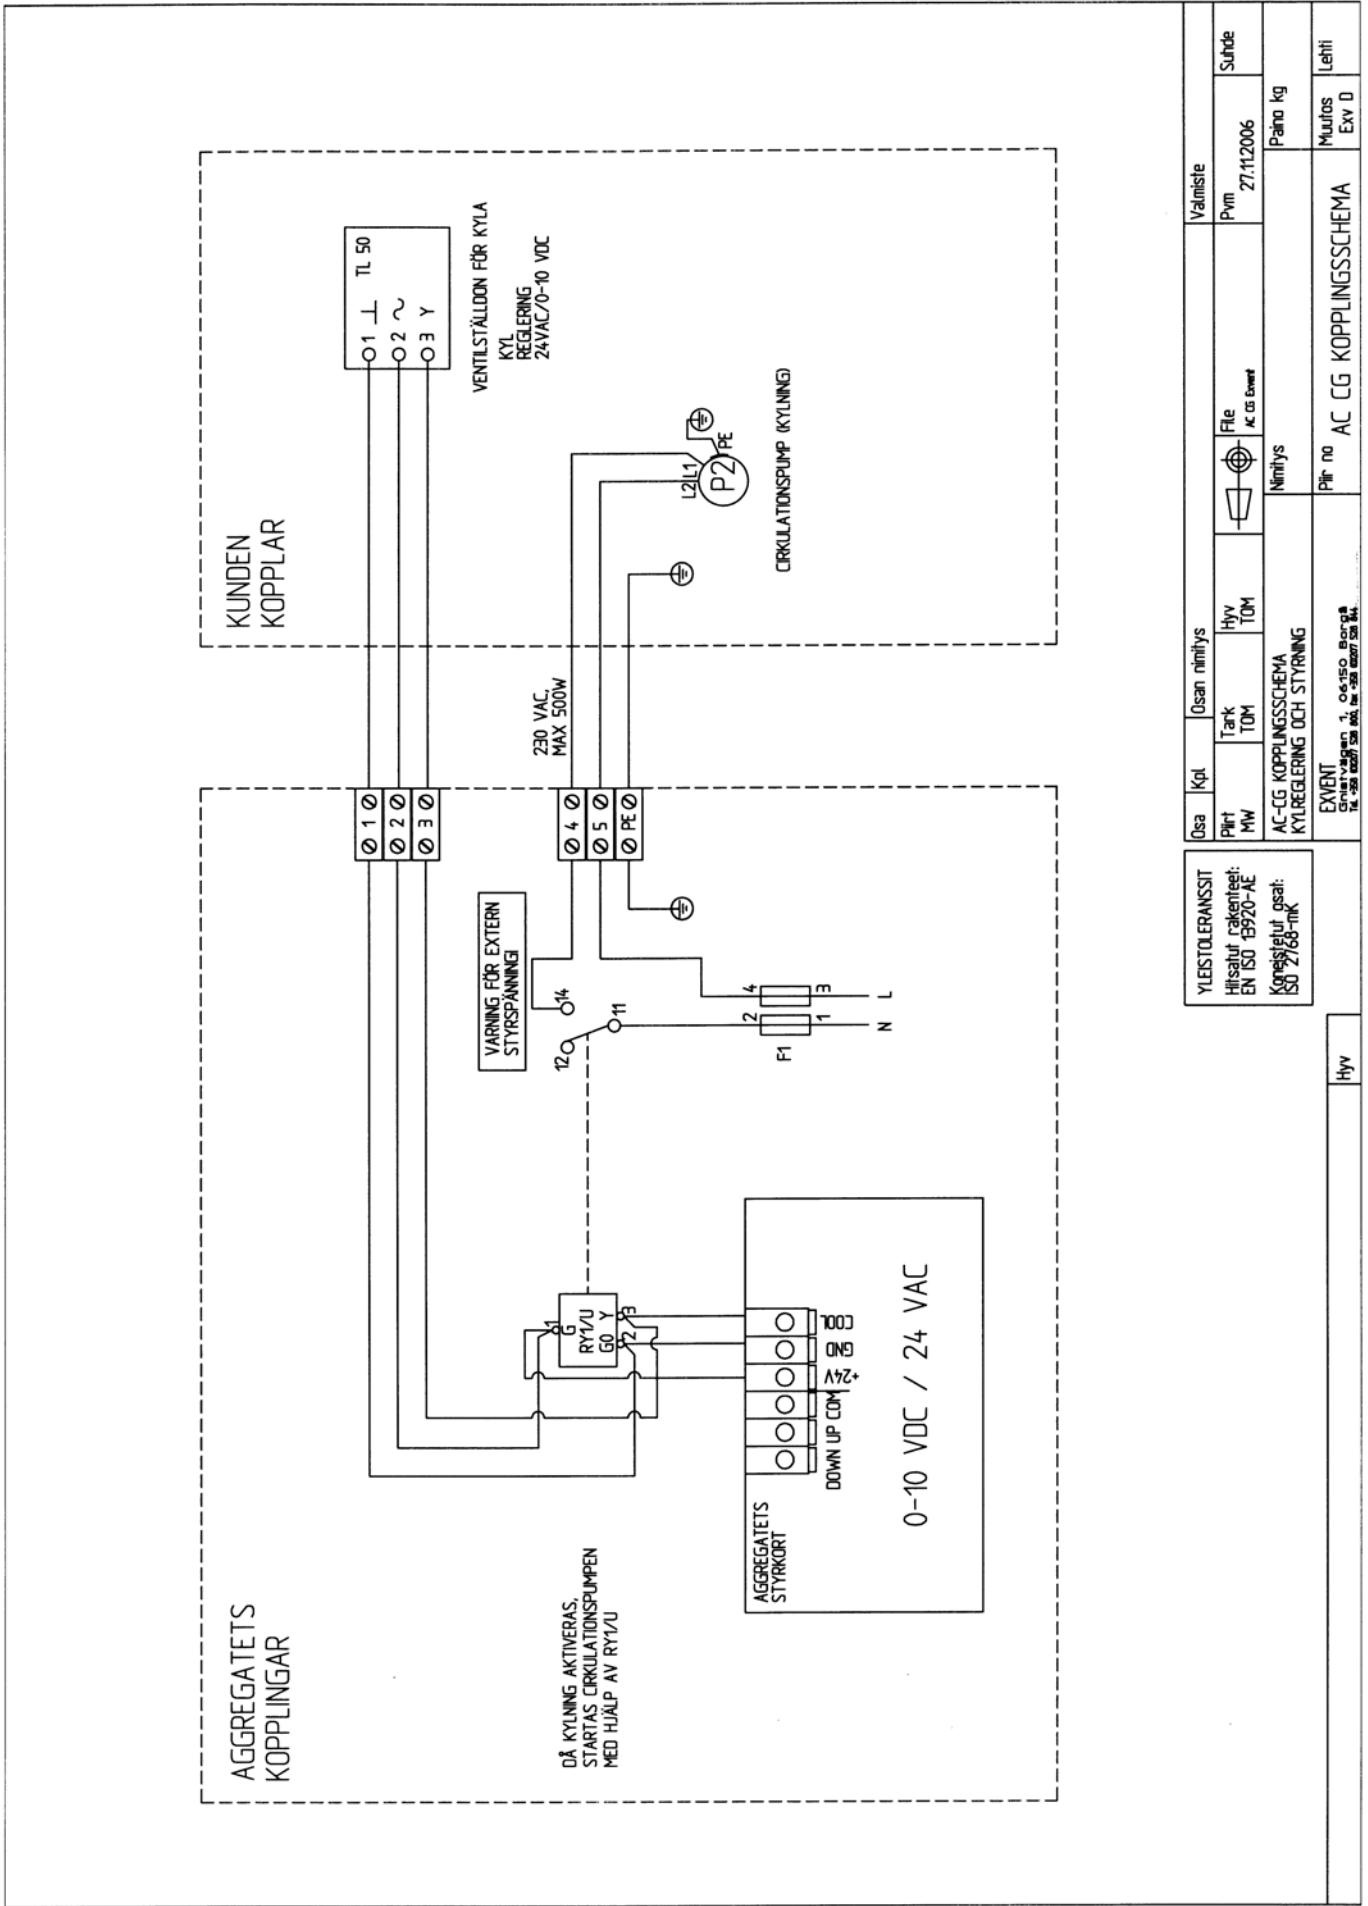 AGGREGATETS
KOPPLINGAR
KUNDEN
KOPPLAR
DÅ KYLNING AKTIVERAS,
STARTAS CIRKULATIONSPUMPEN
MED HJÄLP AV RY1/U
1
G
RY1/U
G0 Y
2 3
VARNING FÖR EXTERN
STYRSPÄNNING!
12
14
11
1
2
3
4
5
PE
230 VAC,
MAX 500W
1 ⊥ TL 50
2 ~
3 Y
VENTILSTÄLLDON FÖR KYLA
KYL
REGLERING
24VAC/0-10 VDC
L2 L1
P2
PE
CIRKULATIONSPUMP (KYLNING)
F1
2 4
1 3
N L
AGGREGATETS
STYRKORT
DOWN UP COM +24V GND COOL
0-10 VDC / 24 VAC
YLEISTOLERANSSIT
Hitsatut rakenteet:
EN ISO 13920-AE
Koneistetut osat:
ISO 2768-mK
Osa Kpl Osan nimitys Valmiste
Piirt Tark Hyv File Pvm Suhde
MW TOM TOM AC CG Exvent 27.11.2006
AC-CG KOPPLINGSSCHEMA
KYLREGLERING OCH STYRNING
Nimitys Paino kg
EXVENT
1, 06150 Borgå
Piir no AC CG KOPPLINGSSCHEMA
Muutos Exv D
Lehti
Hyv